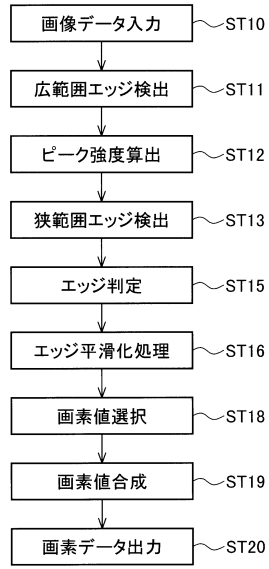 画像データ入力 ST10
広範囲エッジ検出 ST11
ピーク強度算出 ST12
狭範囲エッジ検出 ST13
エッジ判定 ST15
エッジ平滑化処理 ST16
画素値選択 ST18
画素値合成 ST19
画素データ出力 ST20